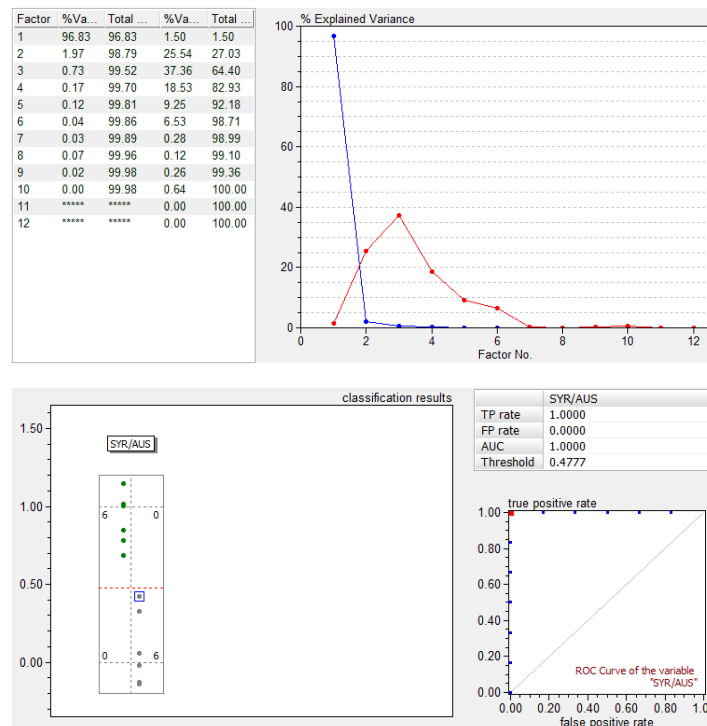 Factor %Va... Total ... %Va... Total ...
1 96.83 96.83 1.50 1.50
2 1.97 98.79 25.54 27.03
3 0.73 99.52 37.36 64.40
4 0.17 99.70 18.53 82.93
5 0.12 99.81 9.25 92.18
6 0.04 99.86 6.53 98.71
7 0.03 99.89 0.28 98.99
8 0.07 99.96 0.12 99.10
9 0.02 99.98 0.26 99.36
10 0.00 99.98 0.64 100.00
11 ***** ***** 0.00 100.00
12 ***** ***** 0.00 100.00
% Explained Variance
100
80
60
40
20
0
0 2 4 6 8 10 12
Factor No.
classification results
1.50
1.00
0.50
0.00
SYR/AUS
6 0
0 6
SYR/AUS
TP rate 1.0000
FP rate 0.0000
AUC 1.0000
Threshold 0.4777
true positive rate
1.00
0.80
0.60
0.40
0.20
0.00
ROC Curve of the variable
"SYR/AUS"
0.00 0.20 0.40 0.60 0.80 1.0
false positive rate